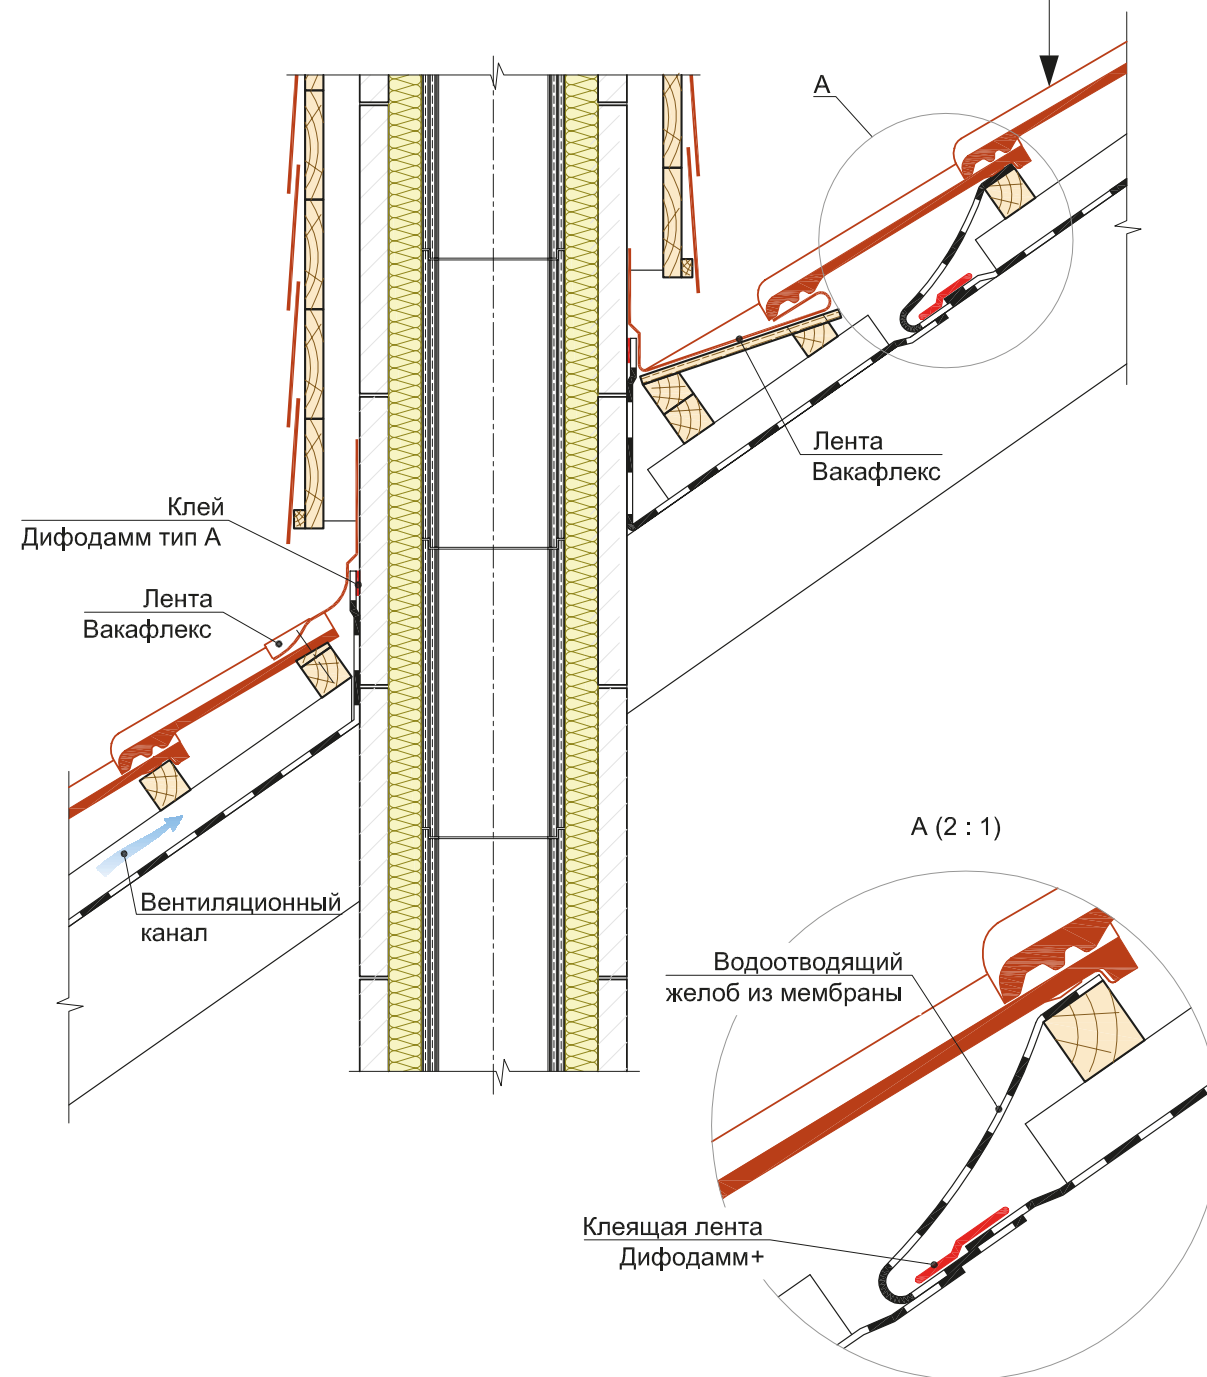 А
Лента
Вакафлекс
Клей
Дифодамм тип А
Лента
Вакафлекс
Вентиляционный
канал
А (2 : 1)
Водоотводящий
желоб из мембраны
Клеящая лента
Дифодамм+